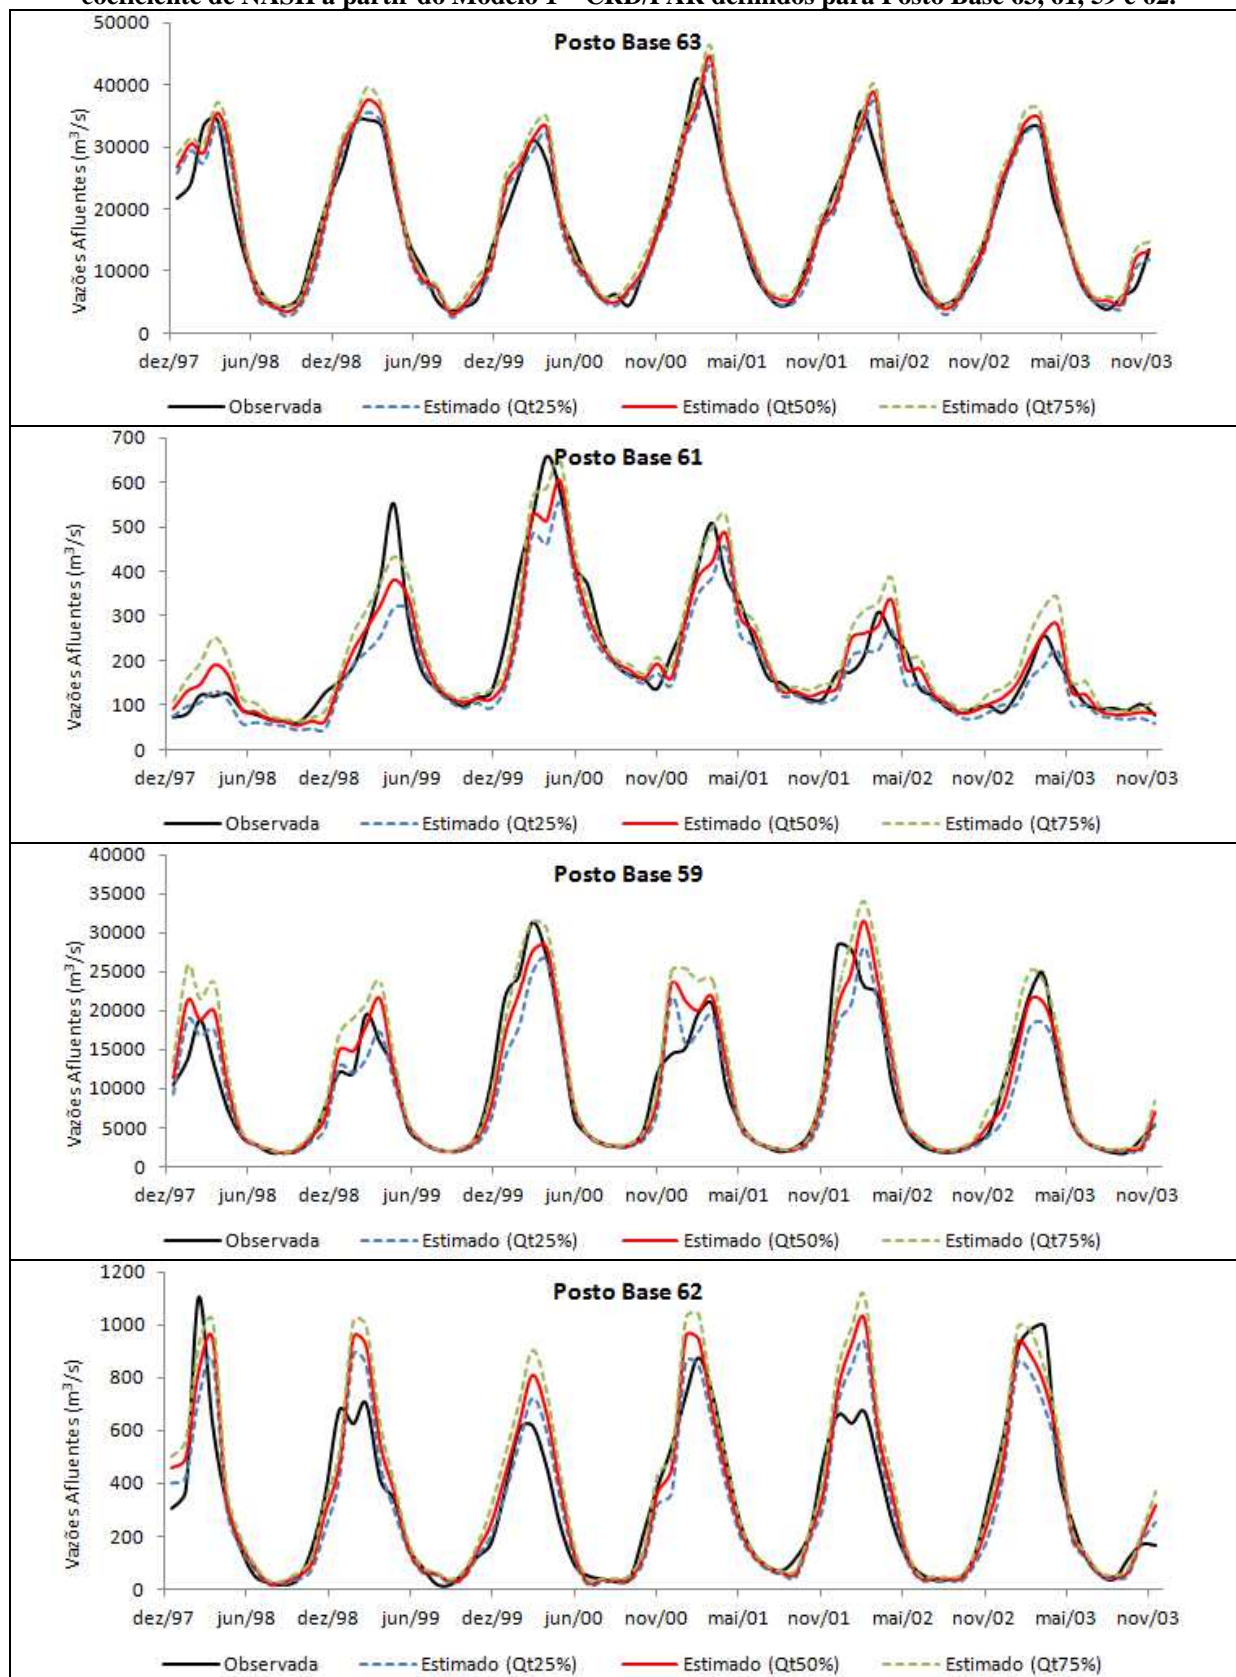 coeficiente de NASH a partir do Modelo 1 – CRD/PAR definidos para Posto Base 63, 61, 59 e 62.
Posto Base 63
Vazões Afluentes (m³/s)
50000
40000
30000
20000
10000
0
dez/97 jun/98 dez/98 jun/99 dez/99 jun/00 nov/00 mai/01 nov/01 mai/02 nov/02 mai/03 nov/03
Observada Estimado (Qt25%) Estimado (Qt50%) Estimado (Qt75%)
Posto Base 61
Vazões Afluentes (m³/s)
700
600
500
400
300
200
100
0
dez/97 jun/98 dez/98 jun/99 dez/99 jun/00 nov/00 mai/01 nov/01 mai/02 nov/02 mai/03 nov/03
Observada Estimado (Qt25%) Estimado (Qt50%) Estimado (Qt75%)
Posto Base 59
Vazões Afluentes (m³/s)
40000
35000
30000
25000
20000
15000
10000
5000
0
dez/97 jun/98 dez/98 jun/99 dez/99 jun/00 nov/00 mai/01 nov/01 mai/02 nov/02 mai/03 nov/03
Observada Estimado (Qt25%) Estimado (Qt50%) Estimado (Qt75%)
Posto Base 62
Vazões Afluentes (m³/s)
1200
1000
800
600
400
200
0
dez/97 jun/98 dez/98 jun/99 dez/99 jun/00 nov/00 mai/01 nov/01 mai/02 nov/02 mai/03 nov/03
Observada Estimado (Qt25%) Estimado (Qt50%) Estimado (Qt75%)